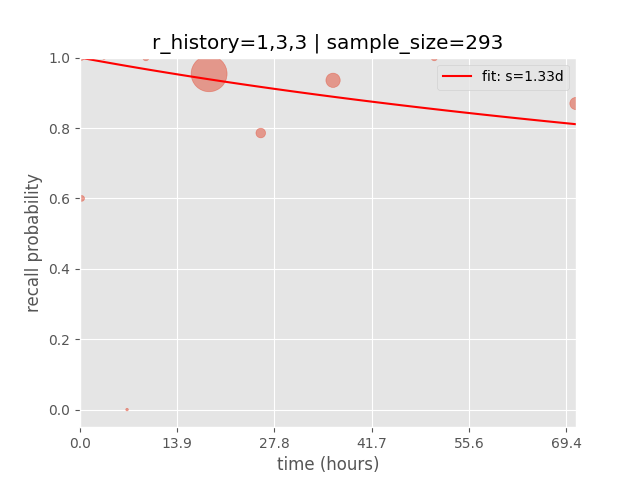 r_history=1,3,3 | sample_size=293
fit: s=1.33d
1.0
0.8
0.6
0.4
0.2
0.0
recall probability
0.0 13.9 27.8 41.7 55.6 69.4
time (hours)